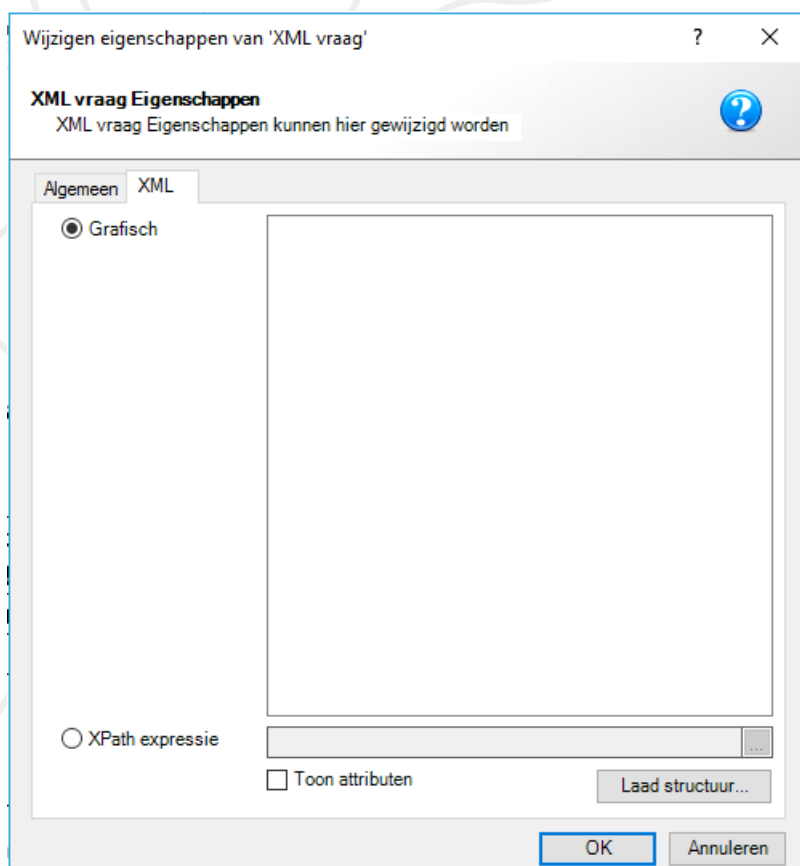 Wijzigen eigenschappen van 'XML vraag'
?
XML vraag Eigenschappen
XML vraag Eigenschappen kunnen hier gewijzigd worden
?
Algemeen XML
Grafisch
XPath expressie
...
Toon attributen
Laad structuur...
OK Annuleren